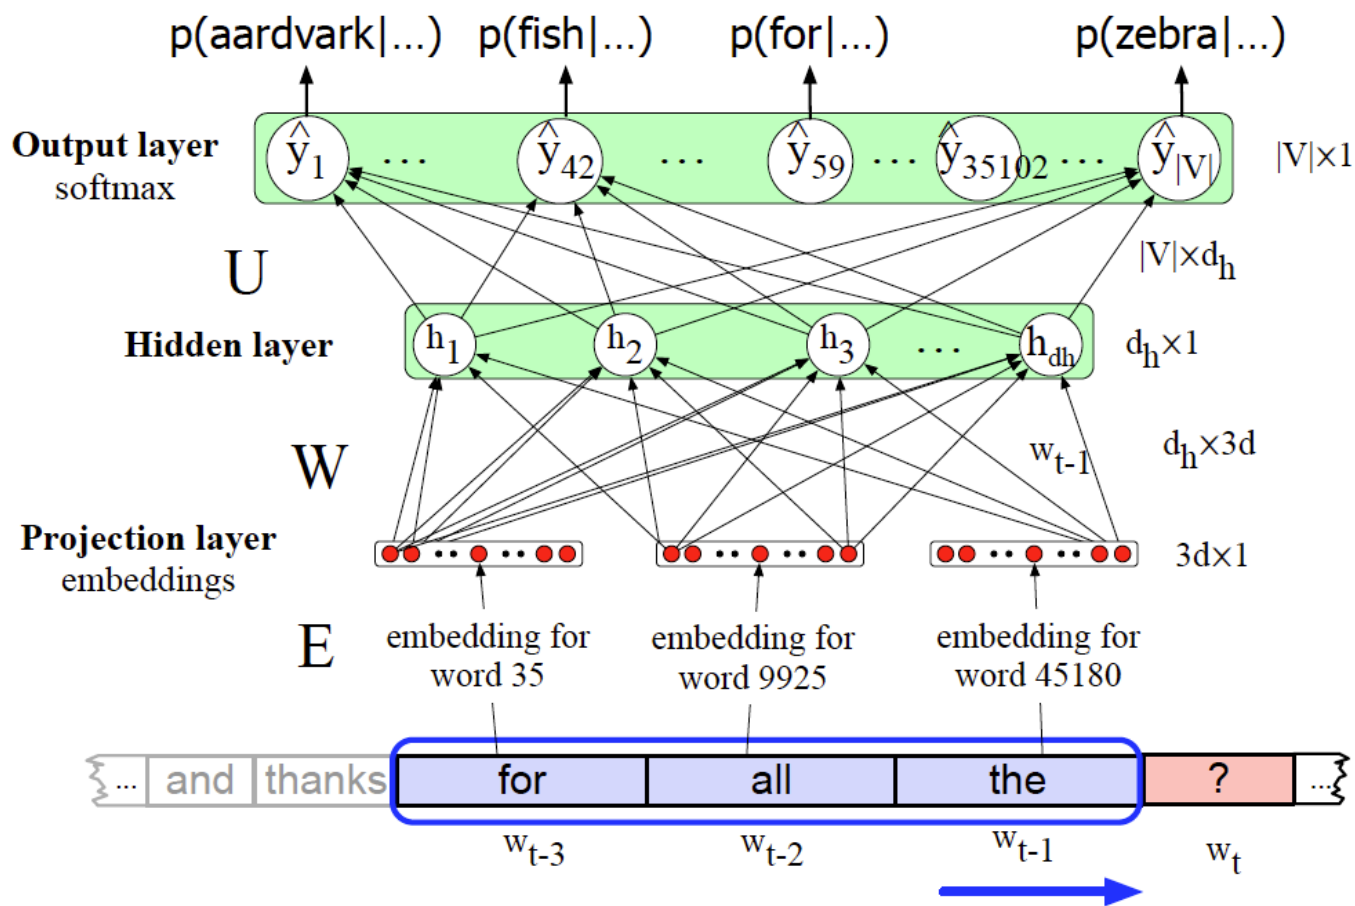 p(aardvark|...) p(fish|...) p(for|...) p(zebra|...)
Output layer
softmax
ŷ1 ... ŷ42 ... ŷ59 ... ŷ35102 ... ŷ|V|
|V|×1
U
|V|×dh
Hidden layer
h1 h2 h3 ... hdh
dh×1
W
wt-1
dh×3d
Projection layer
embeddings
3d×1
E
embedding for
word 35
embedding for
word 9925
embedding for
word 45180
... and thanks for all the ? ...
wt-3 wt-2 wt-1 wt